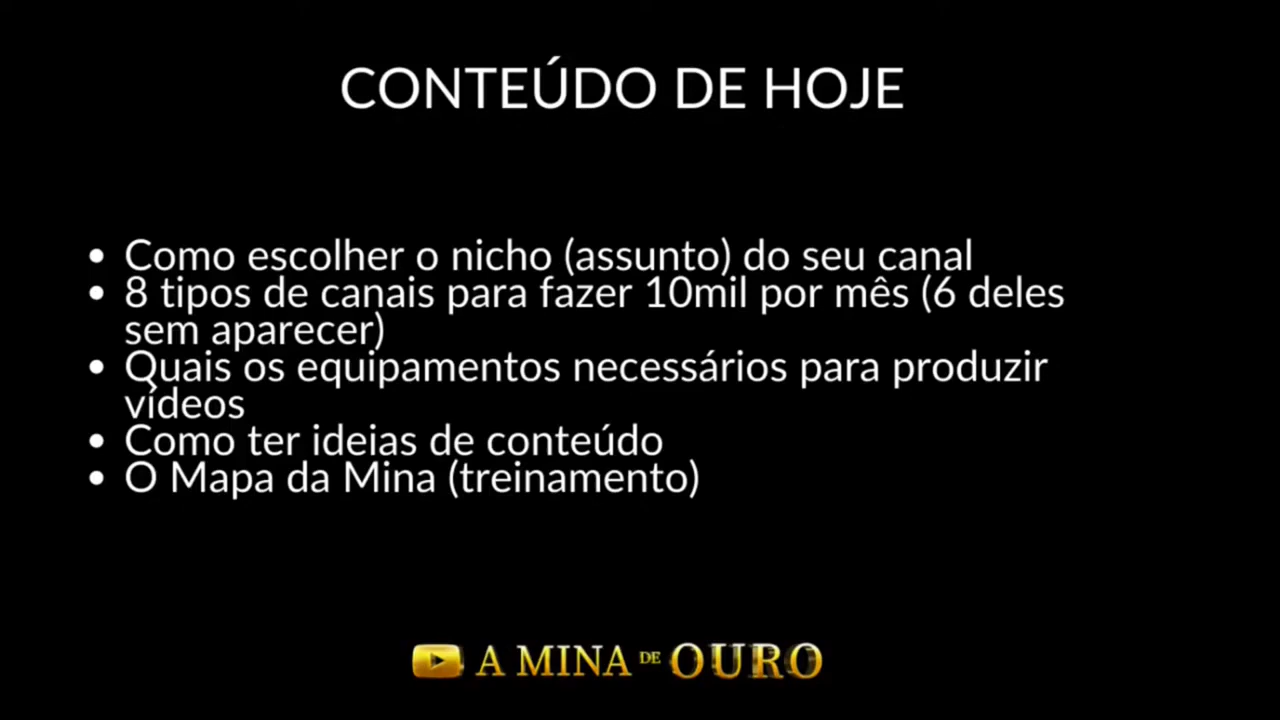 CONTEÚDO DE HOJE
• Como escolher o nicho (assunto) do seu canal
• 8 tipos de canais para fazer 10mil por mês (6 deles
sem aparecer)
• Quais os equipamentos necessários para produzir
vídeos
• Como ter ideias de conteúdo
• O Mapa da Mina (treinamento)
A MINA DE OURO